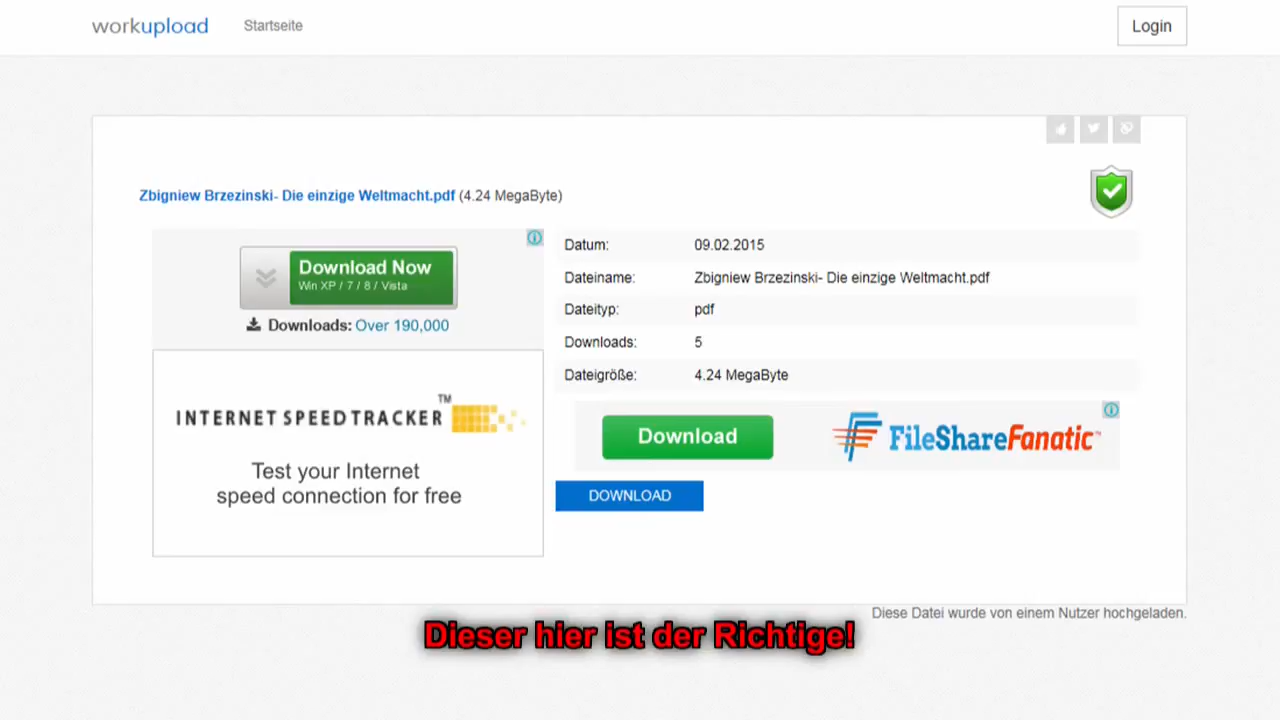 workupload
Startseite
Login
Zbigniew Brzezinski- Die einzige Weltmacht.pdf (4.24 MegaByte)
Download Now
Win XP / 7 / 8 / Vista
Downloads: Over 190,000
INTERNET SPEEDTRACKER™
Test your Internet
speed connection for free
Datum: 09.02.2015
Dateiname: Zbigniew Brzezinski- Die einzige Weltmacht.pdf
Dateityp: pdf
Downloads: 5
Dateigröße: 4.24 MegaByte
Download
FileShareFanatic™
DOWNLOAD
Diese Datei wurde von einem Nutzer hochgeladen.
Dieser hier ist der Richtige!